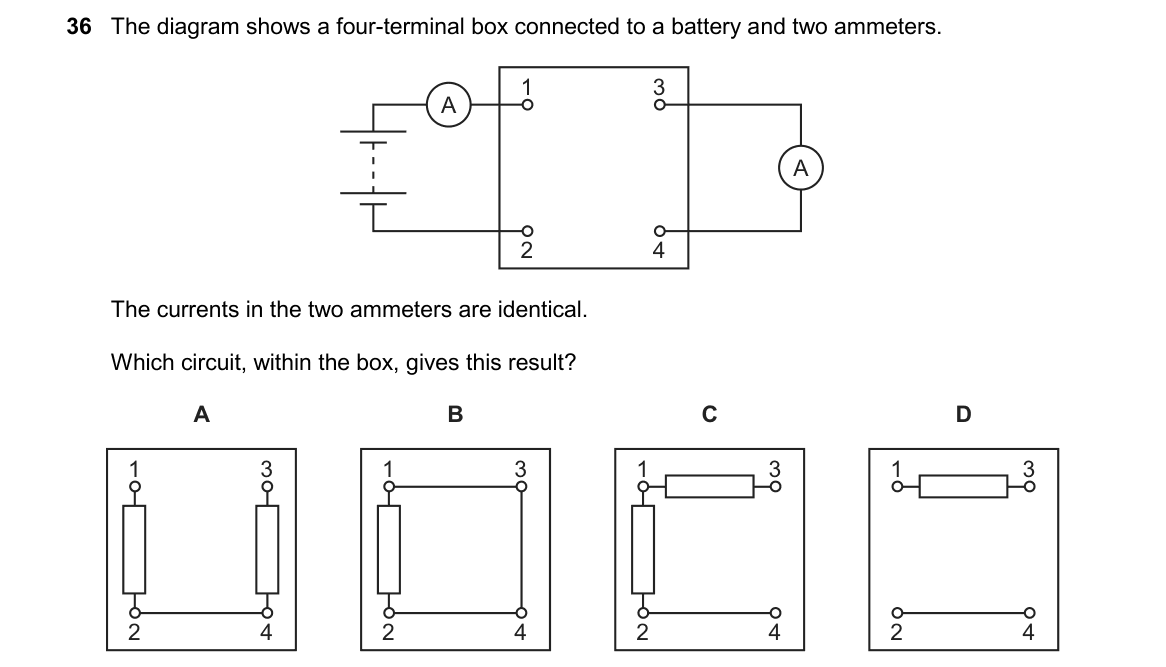 36 The diagram shows a four-terminal box connected to a battery and two ammeters.
1 3
A
A
2 4
The currents in the two ammeters are identical.
Which circuit, within the box, gives this result?
A B C D
1 3 1 3 1 3 1 3
2 4 2 4 2 4 2 4